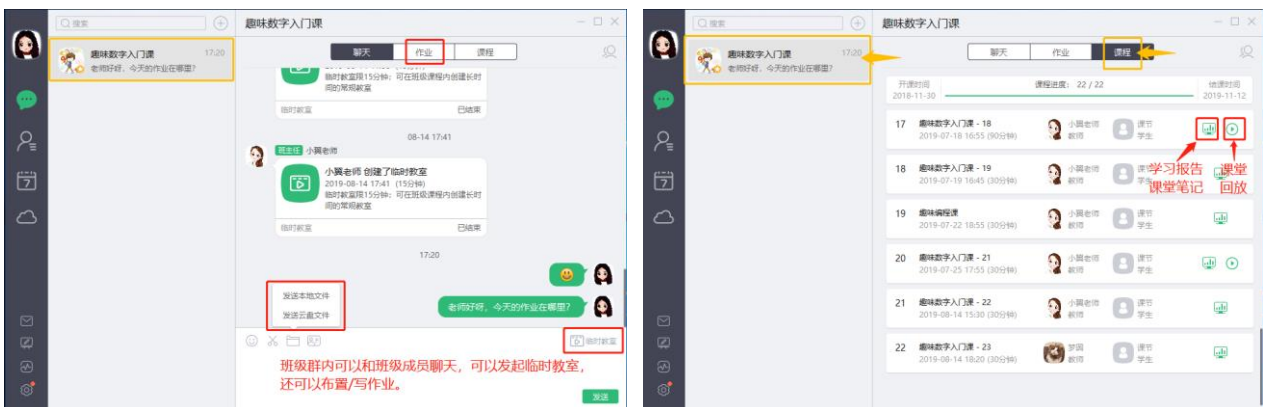 搜索
趣味数字入门课
趣味数字入门课
17:20
老师好呀，今天的作业在哪里？
聊天
作业
课程
临时教室限15分钟；可在班级课程内创建长时
间的常规教室
临时教室
已结束
08-14 17:41
班主任 小翼老师
小翼老师 创建了临时教室
2019-08-14 17:41 (15分钟)
临时教室限15分钟；可在班级课程内创建长时
间的常规教室
临时教室
已结束
17:20
老师好呀，今天的作业在哪里？
发送本地文件
发送云盘文件
临时教室
班级群内可以和班级成员聊天，可以发起临时教室，
还可以布置/写作业。
发送
7
搜索
趣味数字入门课
趣味数字入门课
17:20
老师好呀，今天的作业在哪里？
聊天
作业
课程
开课时间
2018-11-30
课程进度： 22 / 22
结课时间
2019-11-12
17 趣味数字入门课 - 18
2019-07-18 16:55 (90分钟)
小翼老师
教师
课节
学生
学习报告
课堂笔记
课堂
回放
18 趣味数字入门课 - 19
2019-07-19 16:45 (30分钟)
小翼老师
教师
19 趣味编程课
2019-07-22 18:55 (30分钟)
小翼老师
教师
课节
学生
20 趣味数字入门课 - 21
2019-07-25 17:55 (30分钟)
小翼老师
教师
课节
学生
21 趣味数字入门课 - 22
2019-08-14 15:30 (30分钟)
小翼老师
教师
课节
学生
22 趣味数字入门课 - 23
2019-08-14 18:20 (30分钟)
教师
课节
学生
7